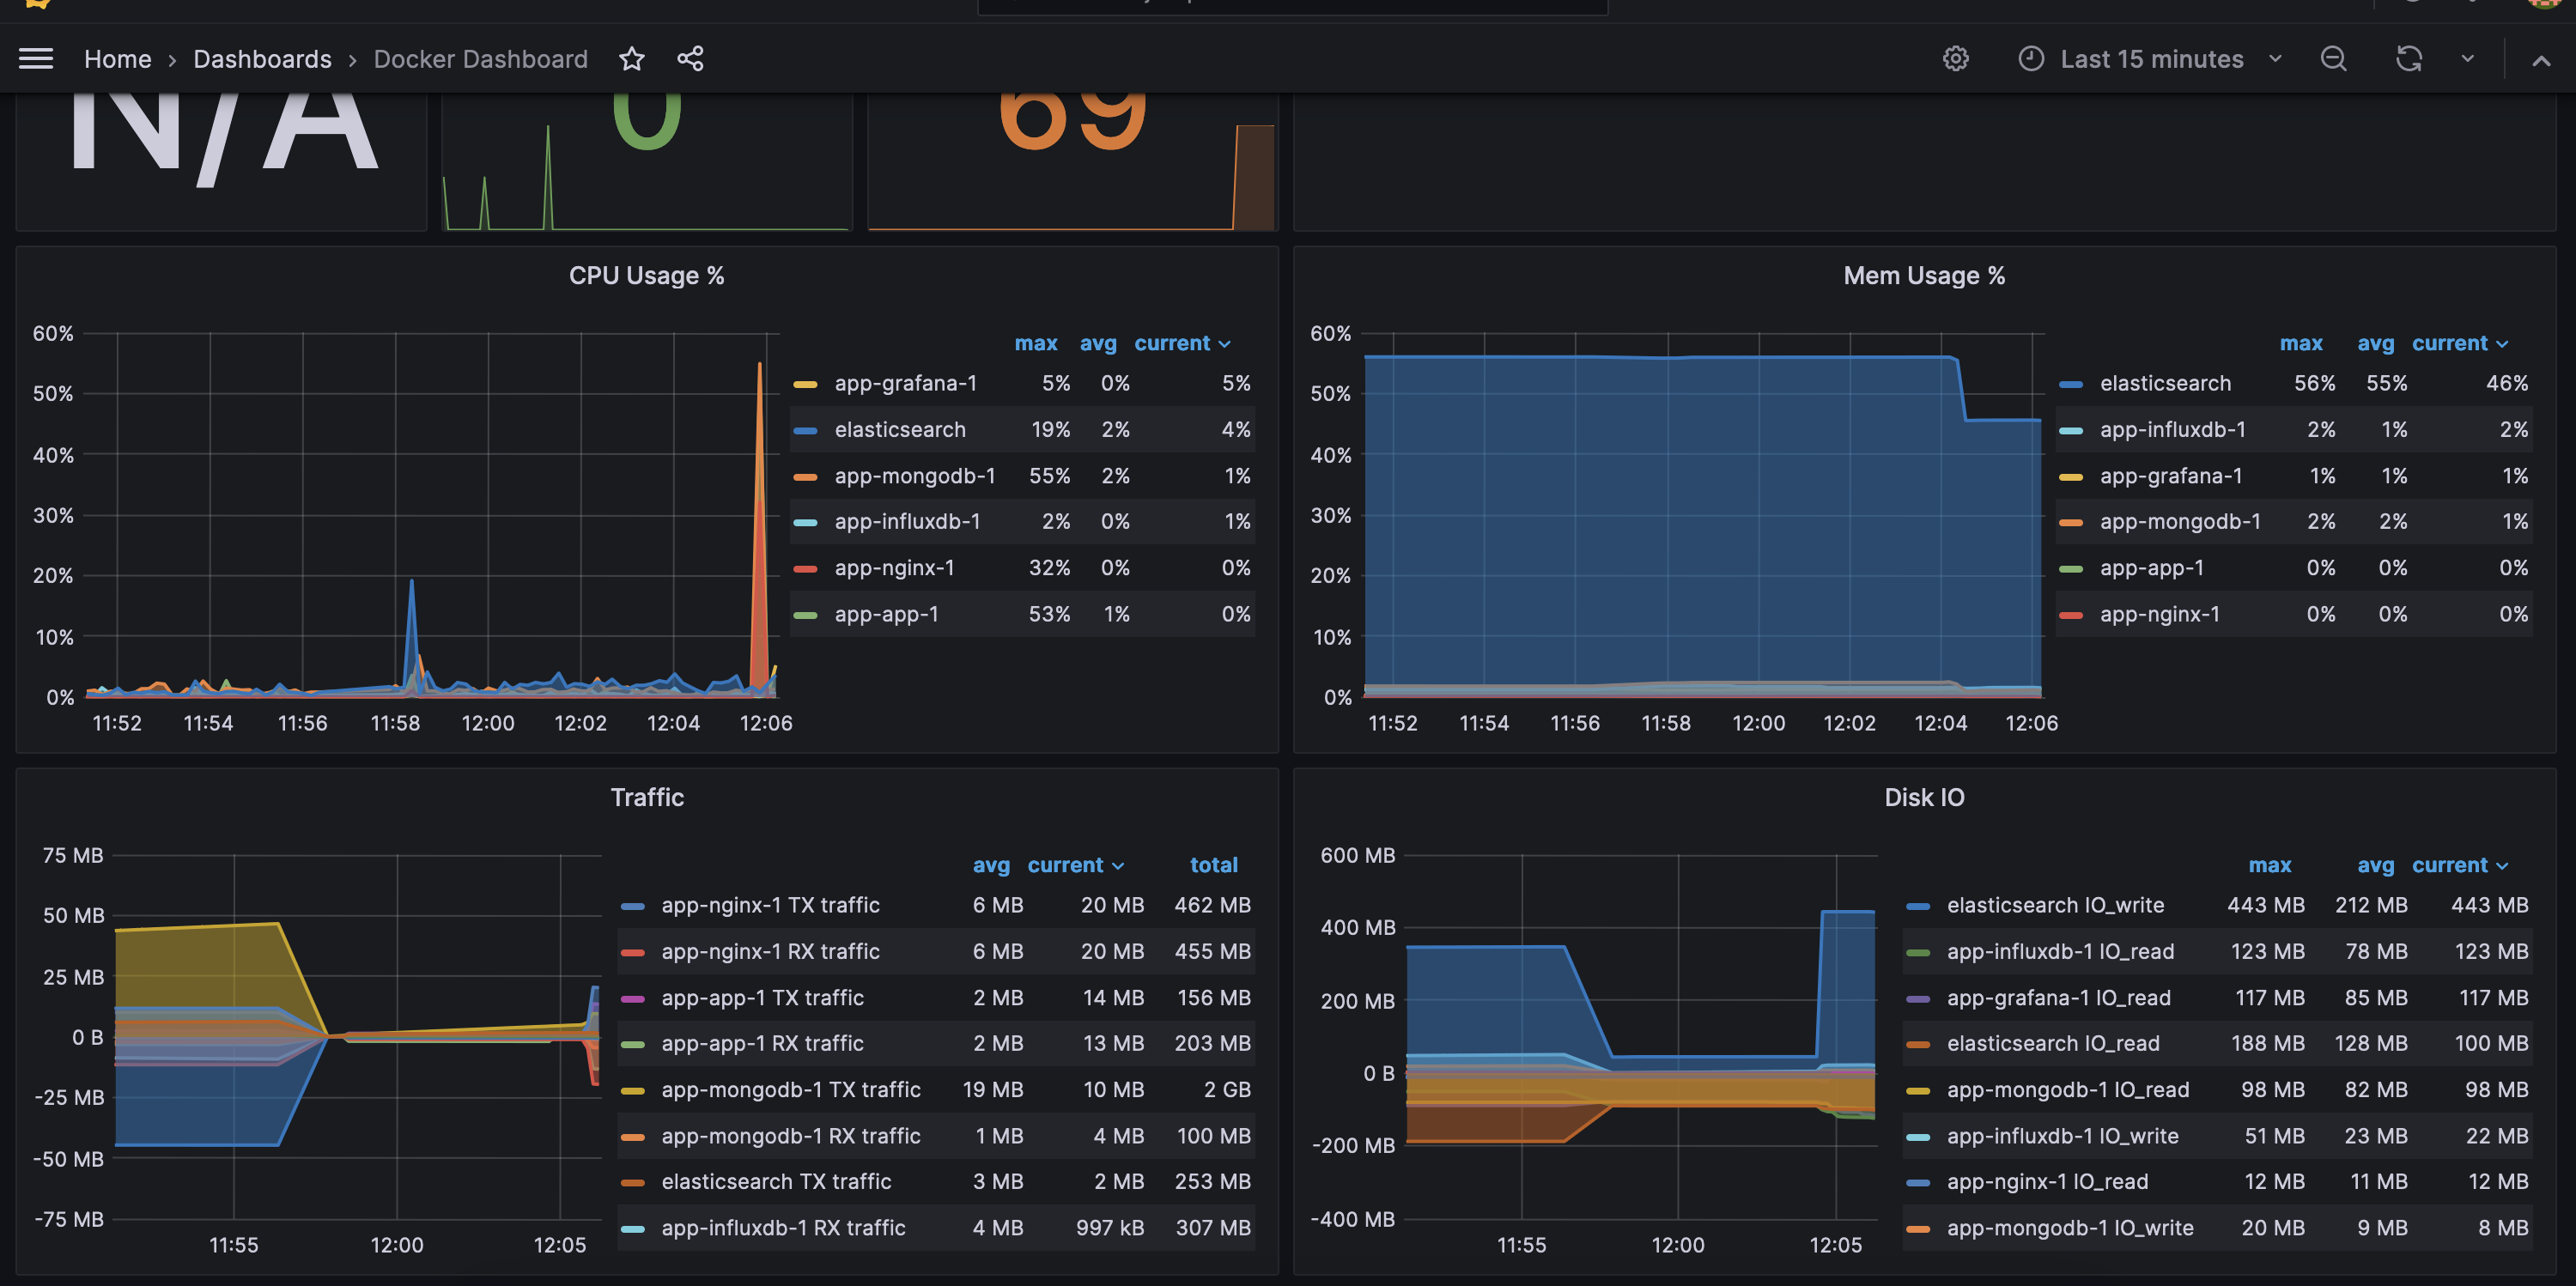 Home › Dashboards › Docker Dashboard
Last 15 minutes
N/A
0
69
CPU Usage %
60%
50%
40%
30%
20%
10%
0%
11:52 11:54 11:56 11:58 12:00 12:02 12:04 12:06
max avg current
app-grafana-1 5% 0% 5%
elasticsearch 19% 2% 4%
app-mongodb-1 55% 2% 1%
app-influxdb-1 2% 0% 1%
app-nginx-1 32% 0% 0%
app-app-1 53% 1% 0%
Mem Usage %
60%
50%
40%
30%
20%
10%
0%
11:52 11:54 11:56 11:58 12:00 12:02 12:04 12:06
max avg current
elasticsearch 56% 55% 46%
app-influxdb-1 2% 1% 2%
app-grafana-1 1% 1% 1%
app-mongodb-1 2% 2% 1%
app-app-1 0% 0% 0%
app-nginx-1 0% 0% 0%
Traffic
75 MB
50 MB
25 MB
0 B
-25 MB
-50 MB
-75 MB
11:55 12:00 12:05
avg current total
app-nginx-1 TX traffic 6 MB 20 MB 462 MB
app-nginx-1 RX traffic 6 MB 20 MB 455 MB
app-app-1 TX traffic 2 MB 14 MB 156 MB
app-app-1 RX traffic 2 MB 13 MB 203 MB
app-mongodb-1 TX traffic 19 MB 10 MB 2 GB
app-mongodb-1 RX traffic 1 MB 4 MB 100 MB
elasticsearch TX traffic 3 MB 2 MB 253 MB
app-influxdb-1 RX traffic 4 MB 997 kB 307 MB
Disk IO
600 MB
400 MB
200 MB
0 B
-200 MB
-400 MB
11:55 12:00 12:05
max avg current
elasticsearch IO_write 443 MB 212 MB 443 MB
app-influxdb-1 IO_read 123 MB 78 MB 123 MB
app-grafana-1 IO_read 117 MB 85 MB 117 MB
elasticsearch IO_read 188 MB 128 MB 100 MB
app-mongodb-1 IO_read 98 MB 82 MB 98 MB
app-influxdb-1 IO_write 51 MB 23 MB 22 MB
app-nginx-1 IO_read 12 MB 11 MB 12 MB
app-mongodb-1 IO_write 20 MB 9 MB 8 MB